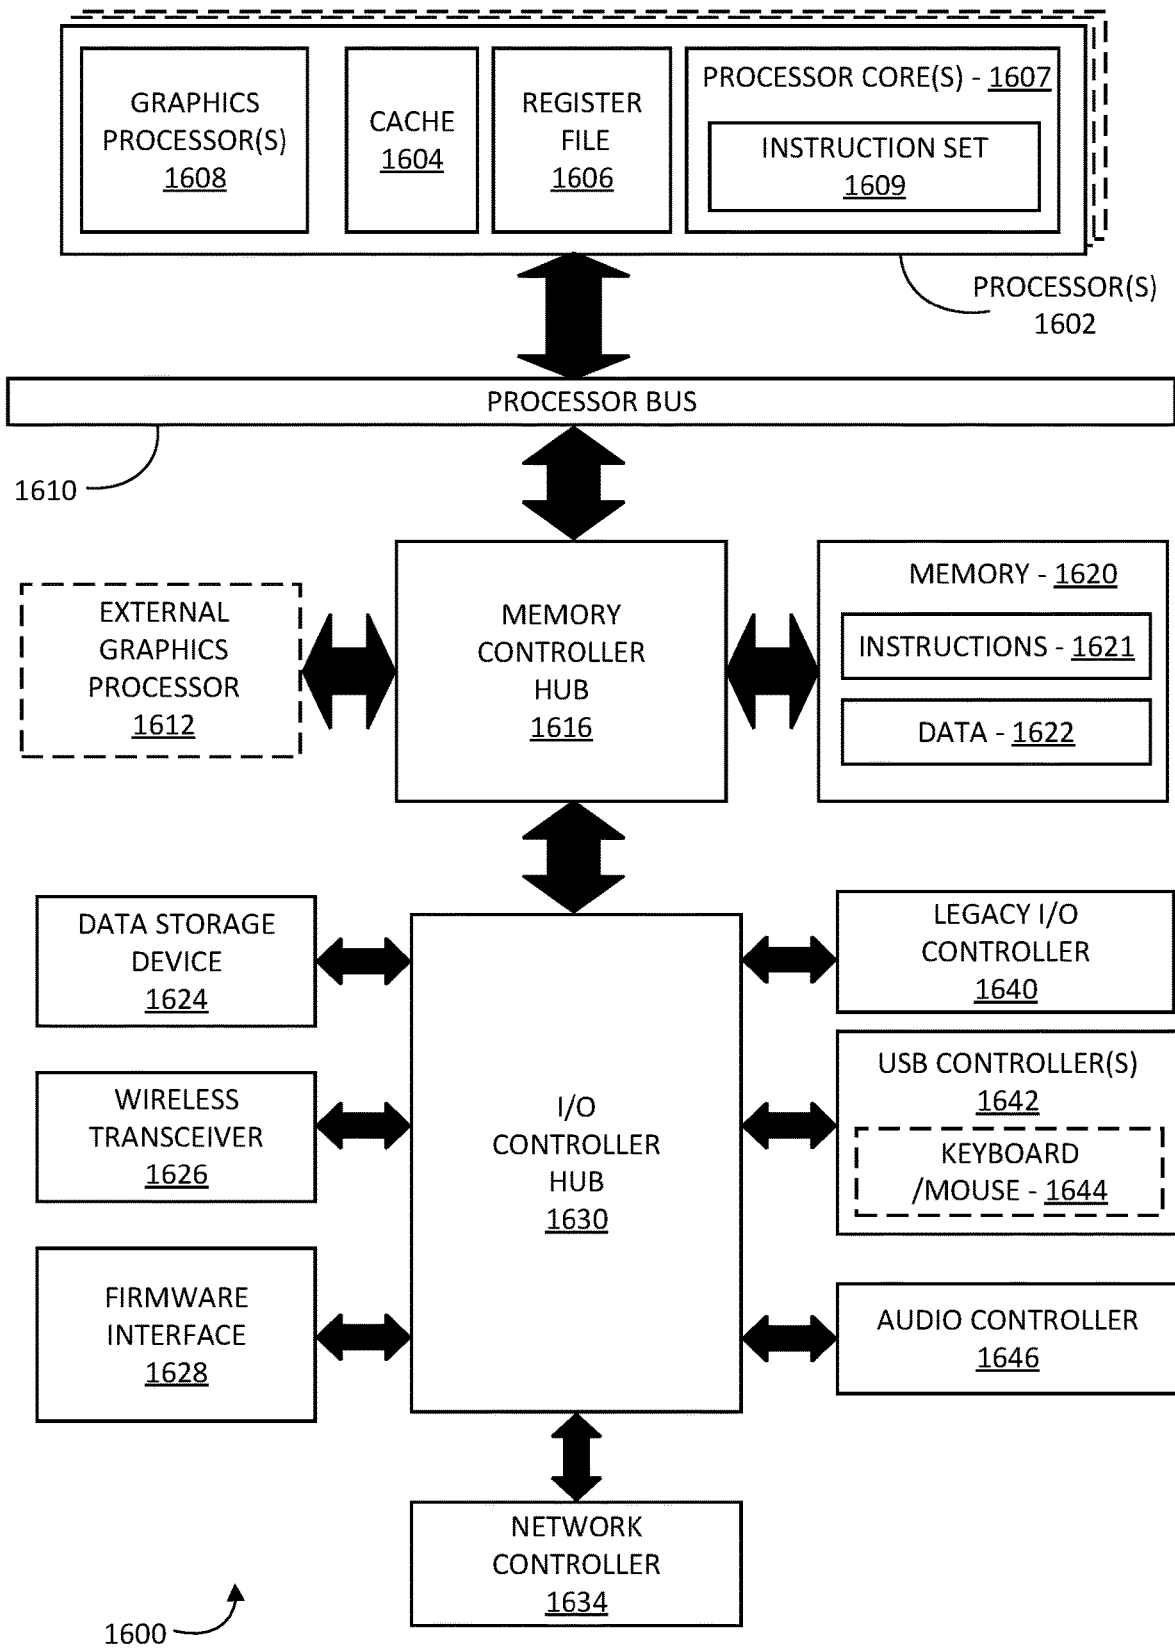 GRAPHICS
PROCESSOR(S)
1608
CACHE
1604
REGISTER
FILE
1606
PROCESSOR CORE(S) - 1607
INSTRUCTION SET
1609
PROCESSOR(S)
1602
PROCESSOR BUS
1610
EXTERNAL
GRAPHICS
PROCESSOR
1612
MEMORY
CONTROLLER
HUB
1616
MEMORY - 1620
INSTRUCTIONS - 1621
DATA - 1622
DATA STORAGE
DEVICE
1624
WIRELESS
TRANSCEIVER
1626
FIRMWARE
INTERFACE
1628
I/O
CONTROLLER
HUB
1630
LEGACY I/O
CONTROLLER
1640
USB CONTROLLER(S)
1642
KEYBOARD
/MOUSE - 1644
AUDIO CONTROLLER
1646
NETWORK
CONTROLLER
1634
1600